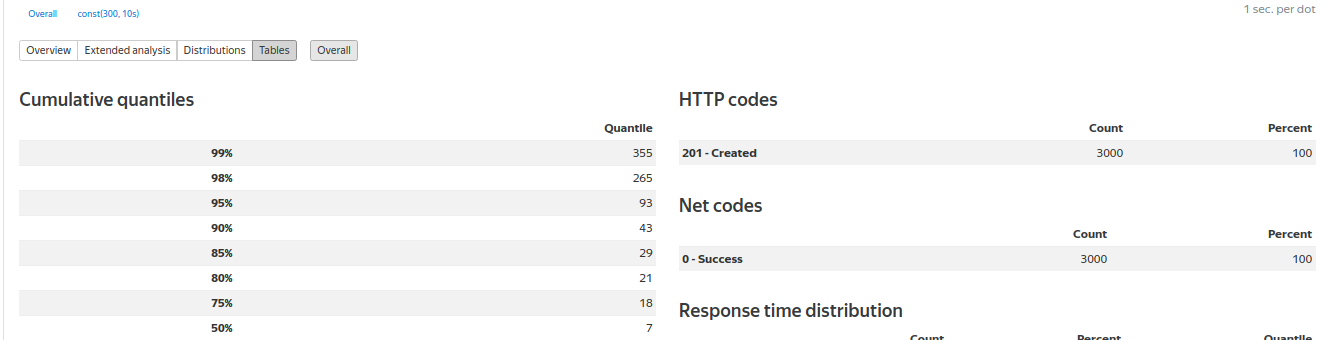 Overall const(300, 10s)
1 sec. per dot
Overview Extended analysis Distributions Tables Overall
Cumulative quantiles
Quantile
99% 355
98% 265
95% 93
90% 43
85% 29
80% 21
75% 18
50% 7
HTTP codes
Count Percent
201 - Created 3000 100
Net codes
Count Percent
0 - Success 3000 100
Response time distribution
Count Percent Quantile